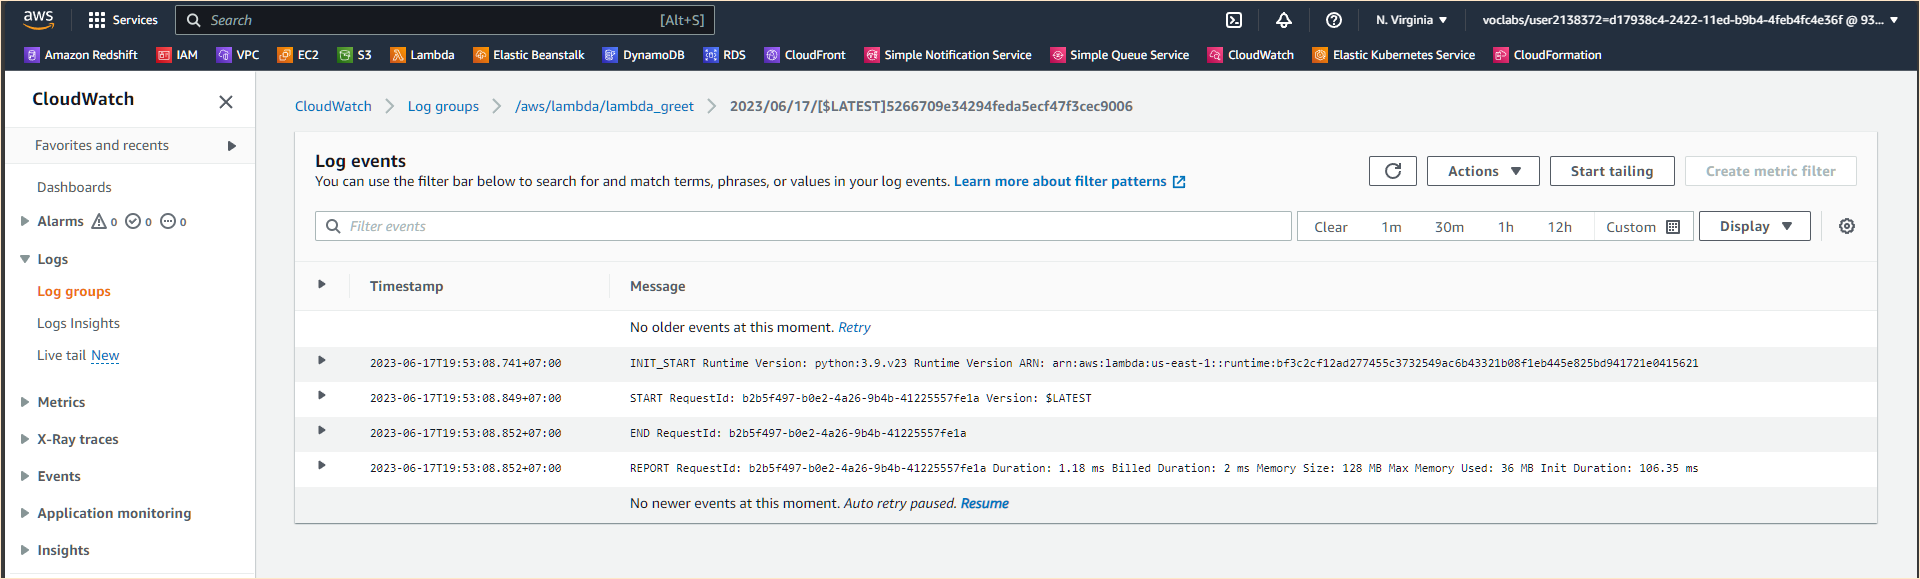 aws
Services
Search [Alt+S]
N. Virginia
voclabs/user2138372=d17938c4-2422-11ed-b9b4-4feb4fc4e36f @ 93...
Amazon Redshift IAM VPC EC2 S3 Lambda Elastic Beanstalk DynamoDB RDS CloudFront Simple Notification Service Simple Queue Service CloudWatch Elastic Kubernetes Service CloudFormation
CloudWatch
Favorites and recents
Dashboards
Alarms 0 0 0
Logs
Log groups
Logs Insights
Live tail New
Metrics
X-Ray traces
Events
Application monitoring
Insights
CloudWatch Log groups /aws/lambda/lambda_greet 2023/06/17/[$LATEST]5266709e34294feda5ecf47f3cec9006
Log events
You can use the filter bar below to search for and match terms, phrases, or values in your log events. Learn more about filter patterns
Actions Start tailing Create metric filter
Filter events
Clear 1m 30m 1h 12h Custom Display
Timestamp Message
No older events at this moment. Retry
2023-06-17T19:53:08.741+07:00 INIT_START Runtime Version: python:3.9.v23 Runtime Version ARN: arn:aws:lambda:us-east-1::runtime:bf3c2cf12ad277455c3732549ac6b43321b08f1eb445e825bd941721e0415621
2023-06-17T19:53:08.849+07:00 START RequestId: b2b5f497-b0e2-4a26-9b4b-41225557fe1a Version: $LATEST
2023-06-17T19:53:08.852+07:00 END RequestId: b2b5f497-b0e2-4a26-9b4b-41225557fe1a
2023-06-17T19:53:08.852+07:00 REPORT RequestId: b2b5f497-b0e2-4a26-9b4b-41225557fe1a Duration: 1.18 ms Billed Duration: 2 ms Memory Size: 128 MB Max Memory Used: 36 MB Init Duration: 106.35 ms
No newer events at this moment. Auto retry paused. Resume